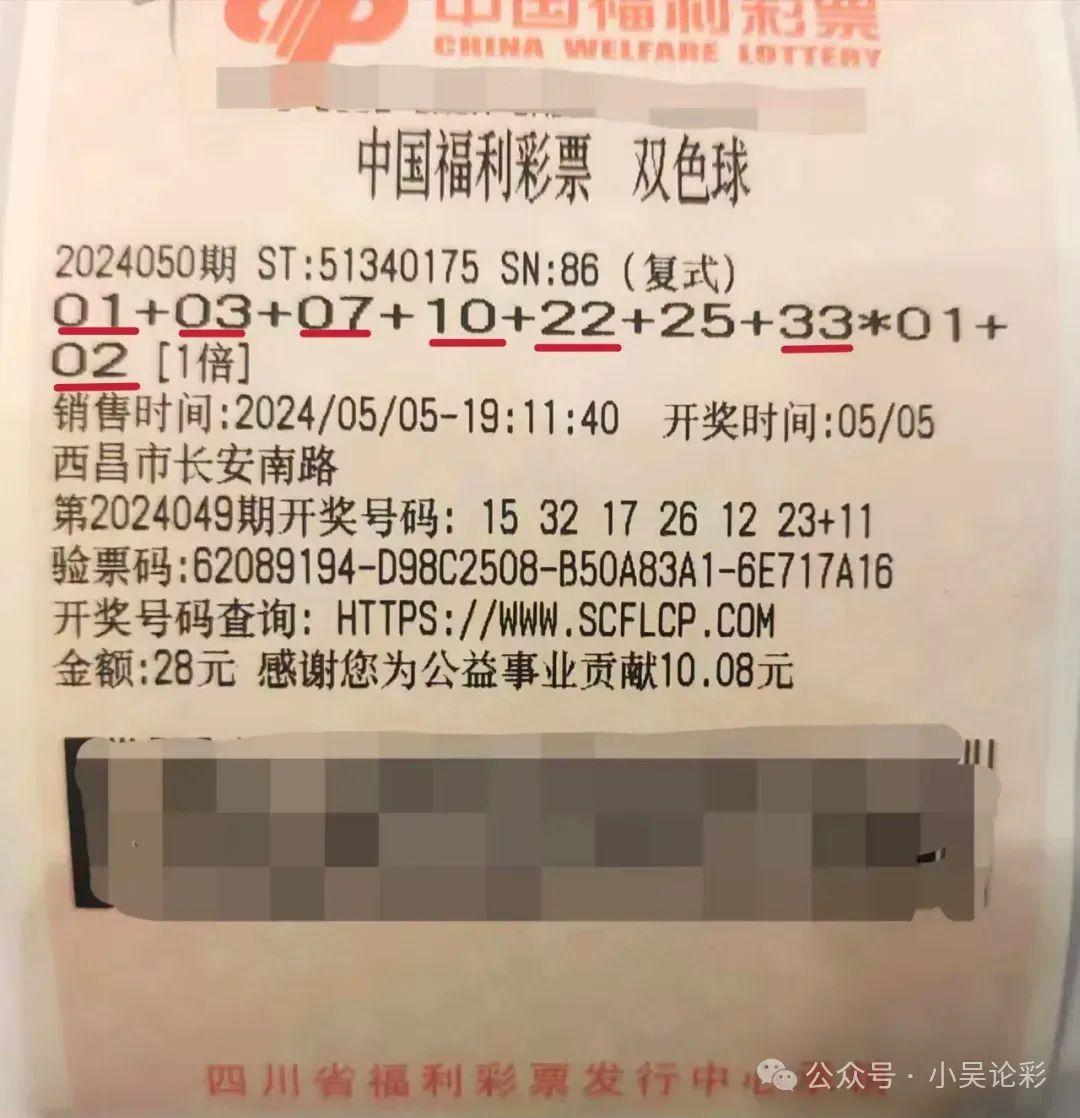 中国福利彩票
CHINA WELFARE LOTTERY
中国福利彩票 双色球
2024050期 ST:51340175 SN:86 (复式)
01+03+07+10+22+25+33*01+
02 [1倍]
销售时间:2024/05/05-19:11:40 开奖时间:05/05
西昌市长安南路
第2024049期开奖号码: 15 32 17 26 12 23+11
验票码:62089194-D98C2508-B50A83A1-6E717A16
开奖号码查询: HTTPS://WWW.SCFLCP.COM
金额:28元 感谢您为公益事业贡献10.08元
四川省福利彩票发行中心
公众号· 小吴论彩